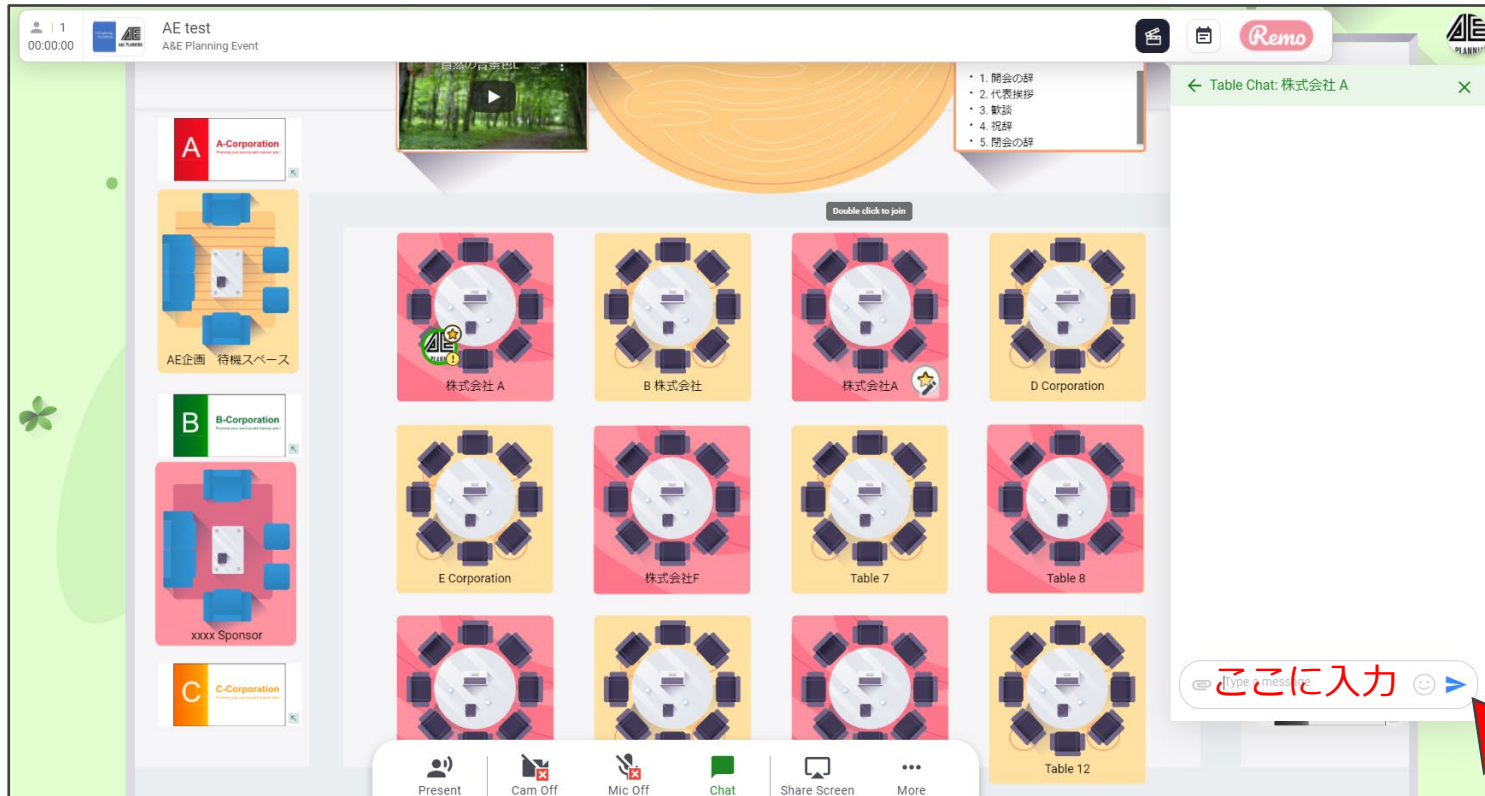 1
00:00:00
A&E PLANNING
AE test
A&E Planning Event
Remo
AE
Table Chat: 株式会社 A
1. 開会の辞
2. 代表挨拶
3. 歓談
4. 祝辞
5. 閉会の辞
A
A-Corporation
Double click to join
AE企画 待機スペース
株式会社 A
B 株式会社
株式会社A
D Corporation
B
B-Corporation
E Corporation
株式会社F
Table 7
Table 8
xxxx Sponsor
C
C-Corporation
Type a message
ここに入力
Table 12
Present
Cam Off
Mic Off
Chat
Share Screen
More